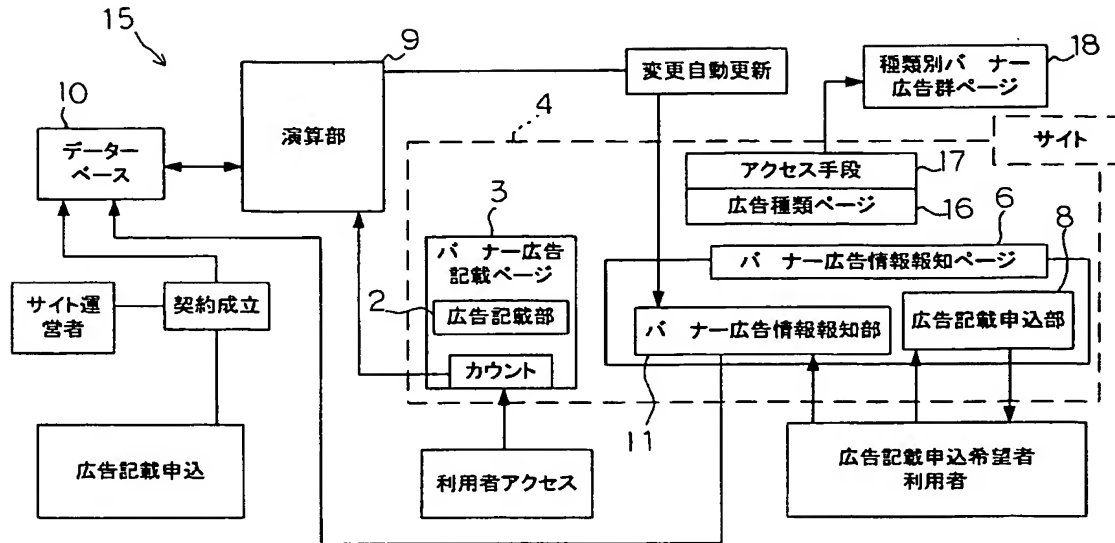 15
9
変更自動更新
18
種類別バ ナー
広告群ページ
4
サイト
10
データー
ベース
演算部
アクセス手段
17
広告種類ページ
16
3
6
8
バ ナー広告
記載ページ
バ ナー広告情報報知ページ
サイト運
営者
契約成立
2
広告記載部
バ ナー広告情報報知部
広告記載申込部
カウント
11
広告記載申込
利用者アクセス
広告記載申込希望者
利用者